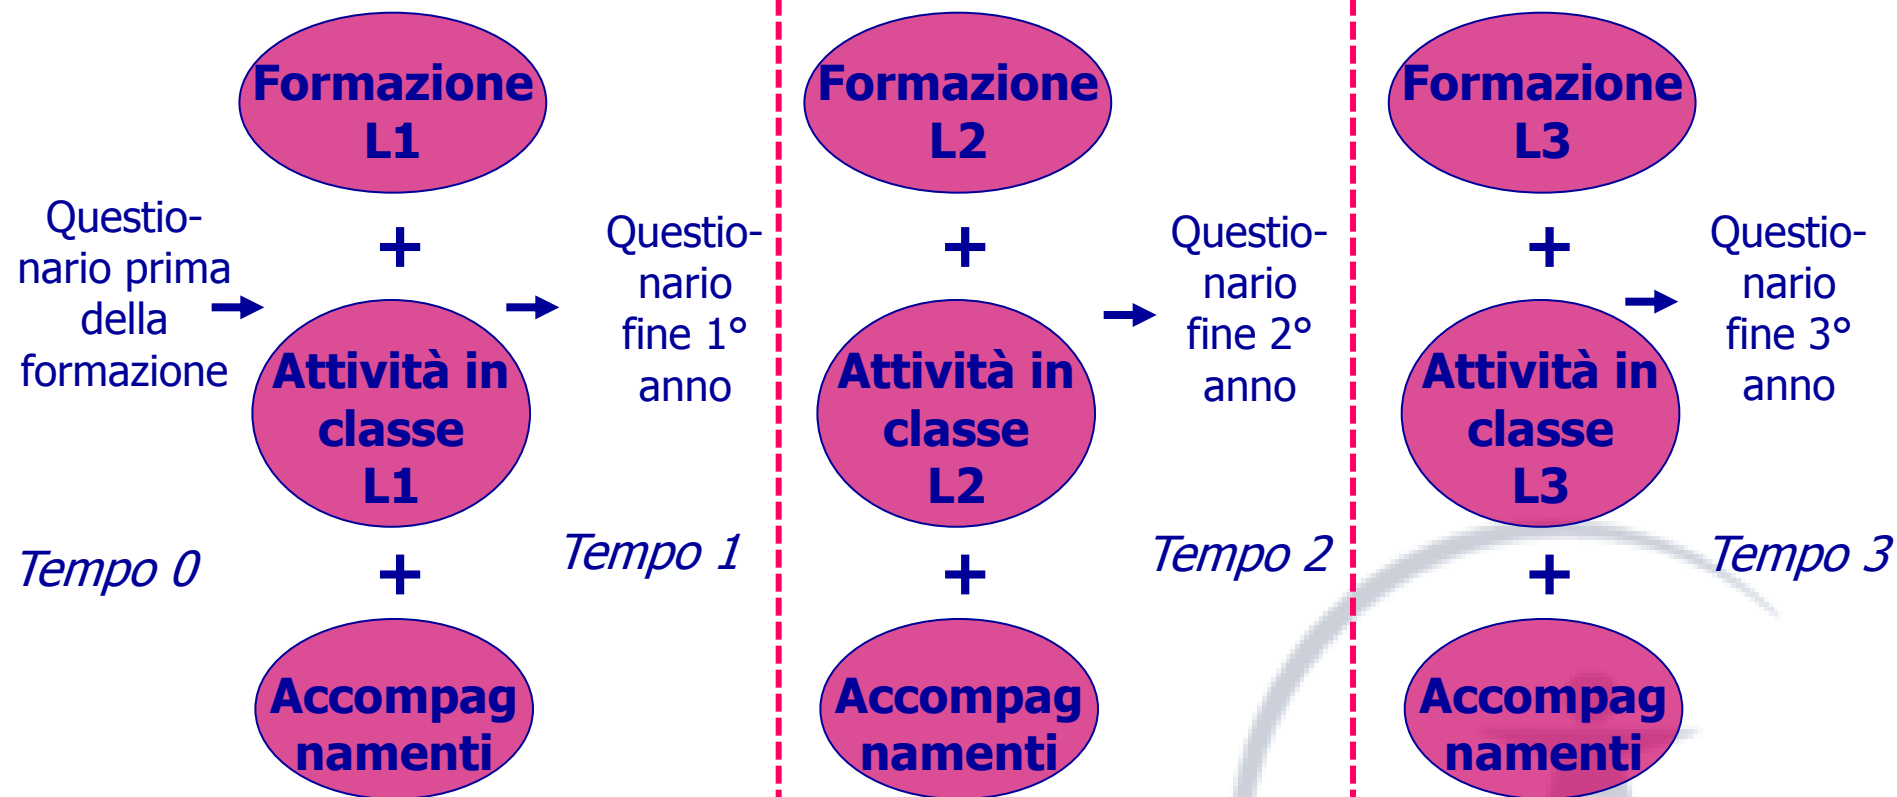 Questio-
nario prima
della
formazione
Tempo 0
Formazione
L1
+
Attività in
classe
L1
+
Accompag
namenti
Questio-
nario
fine 1°
anno
Tempo 1
Formazione
L2
+
Attività in
classe
L2
+
Accompag
namenti
Questio-
nario
fine 2°
anno
Tempo 2
Formazione
L3
+
Attività in
classe
L3
+
Accompag
namenti
Questio-
nario
fine 3°
anno
Tempo 3